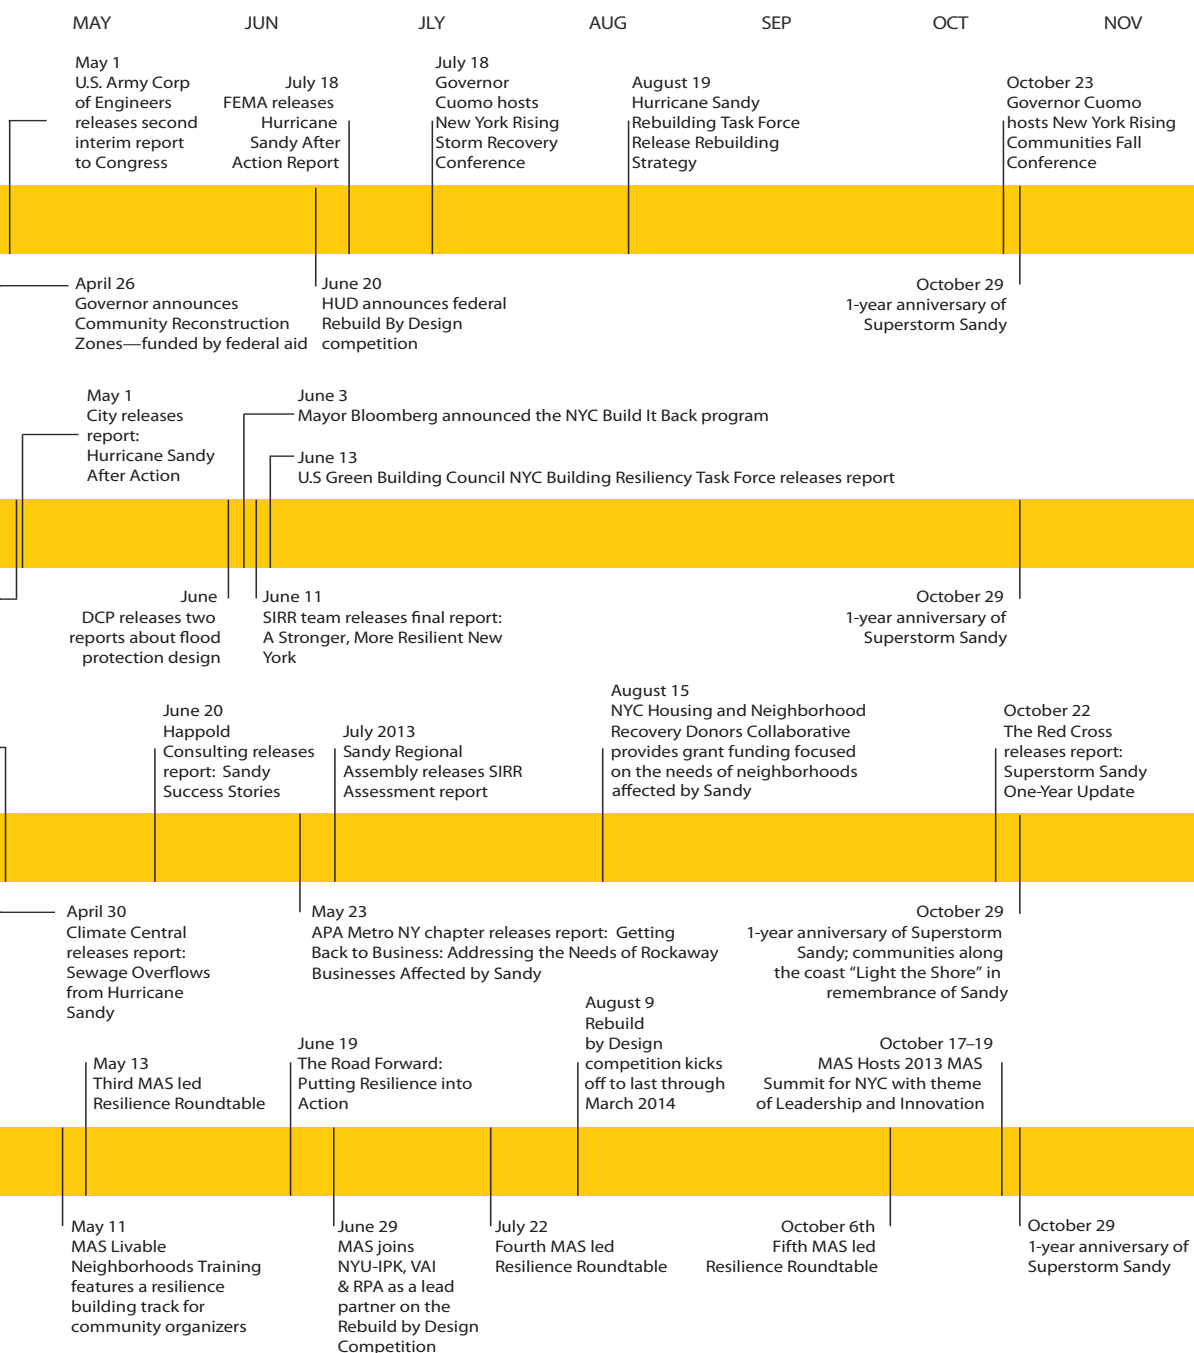 MAY JUN JLY AUG SEP OCT NOV
May 1
U.S. Army Corp
of Engineers
releases second
interim report
to Congress
July 18
FEMA releases
Hurricane
Sandy After
Action Report
July 18
Governor
Cuomo hosts
New York Rising
Storm Recovery
Conference
August 19
Hurricane Sandy
Rebuilding Task Force
Release Rebuilding
Strategy
October 23
Governor Cuomo
hosts New York Rising
Communities Fall
Conference
April 26
Governor announces
Community Reconstruction
Zones—funded by federal aid
June 20
HUD announces federal
Rebuild By Design
competition
October 29
1-year anniversary of
Superstorm Sandy
May 1
City releases
report:
Hurricane Sandy
After Action
June 3
Mayor Bloomberg announced the NYC Build It Back program
June 13
U.S Green Building Council NYC Building Resiliency Task Force releases report
June
DCP releases two
reports about flood
protection design
June 11
SIRR team releases final report:
A Stronger, More Resilient New
York
October 29
1-year anniversary of
Superstorm Sandy
June 20
Happold
Consulting releases
report: Sandy
Success Stories
July 2013
Sandy Regional
Assembly releases SIRR
Assessment report
August 15
NYC Housing and Neighborhood
Recovery Donors Collaborative
provides grant funding focused
on the needs of neighborhoods
affected by Sandy
October 22
The Red Cross
releases report:
Superstorm Sandy
One-Year Update
April 30
Climate Central
releases report:
Sewage Overflows
from Hurricane
Sandy
May 23
APA Metro NY chapter releases report: Getting
Back to Business: Addressing the Needs of Rockaway
Businesses Affected by Sandy
October 29
1-year anniversary of Superstorm
Sandy; communities along
the coast “Light the Shore” in
remembrance of Sandy
May 13
Third MAS led
Resilience Roundtable
June 19
The Road Forward:
Putting Resilience into
Action
August 9
Rebuild
by Design
competition kicks
off to last through
March 2014
October 17–19
MAS Hosts 2013 MAS
Summit for NYC with theme
of Leadership and Innovation
May 11
MAS Livable
Neighborhoods Training
features a resilience
building track for
community organizers
June 29
MAS joins
NYU-IPK, VAI
& RPA as a lead
partner on the
Rebuild by Design
Competition
July 22
Fourth MAS led
Resilience Roundtable
October 6th
Fifth MAS led
Resilience Roundtable
October 29
1-year anniversary of
Superstorm Sandy